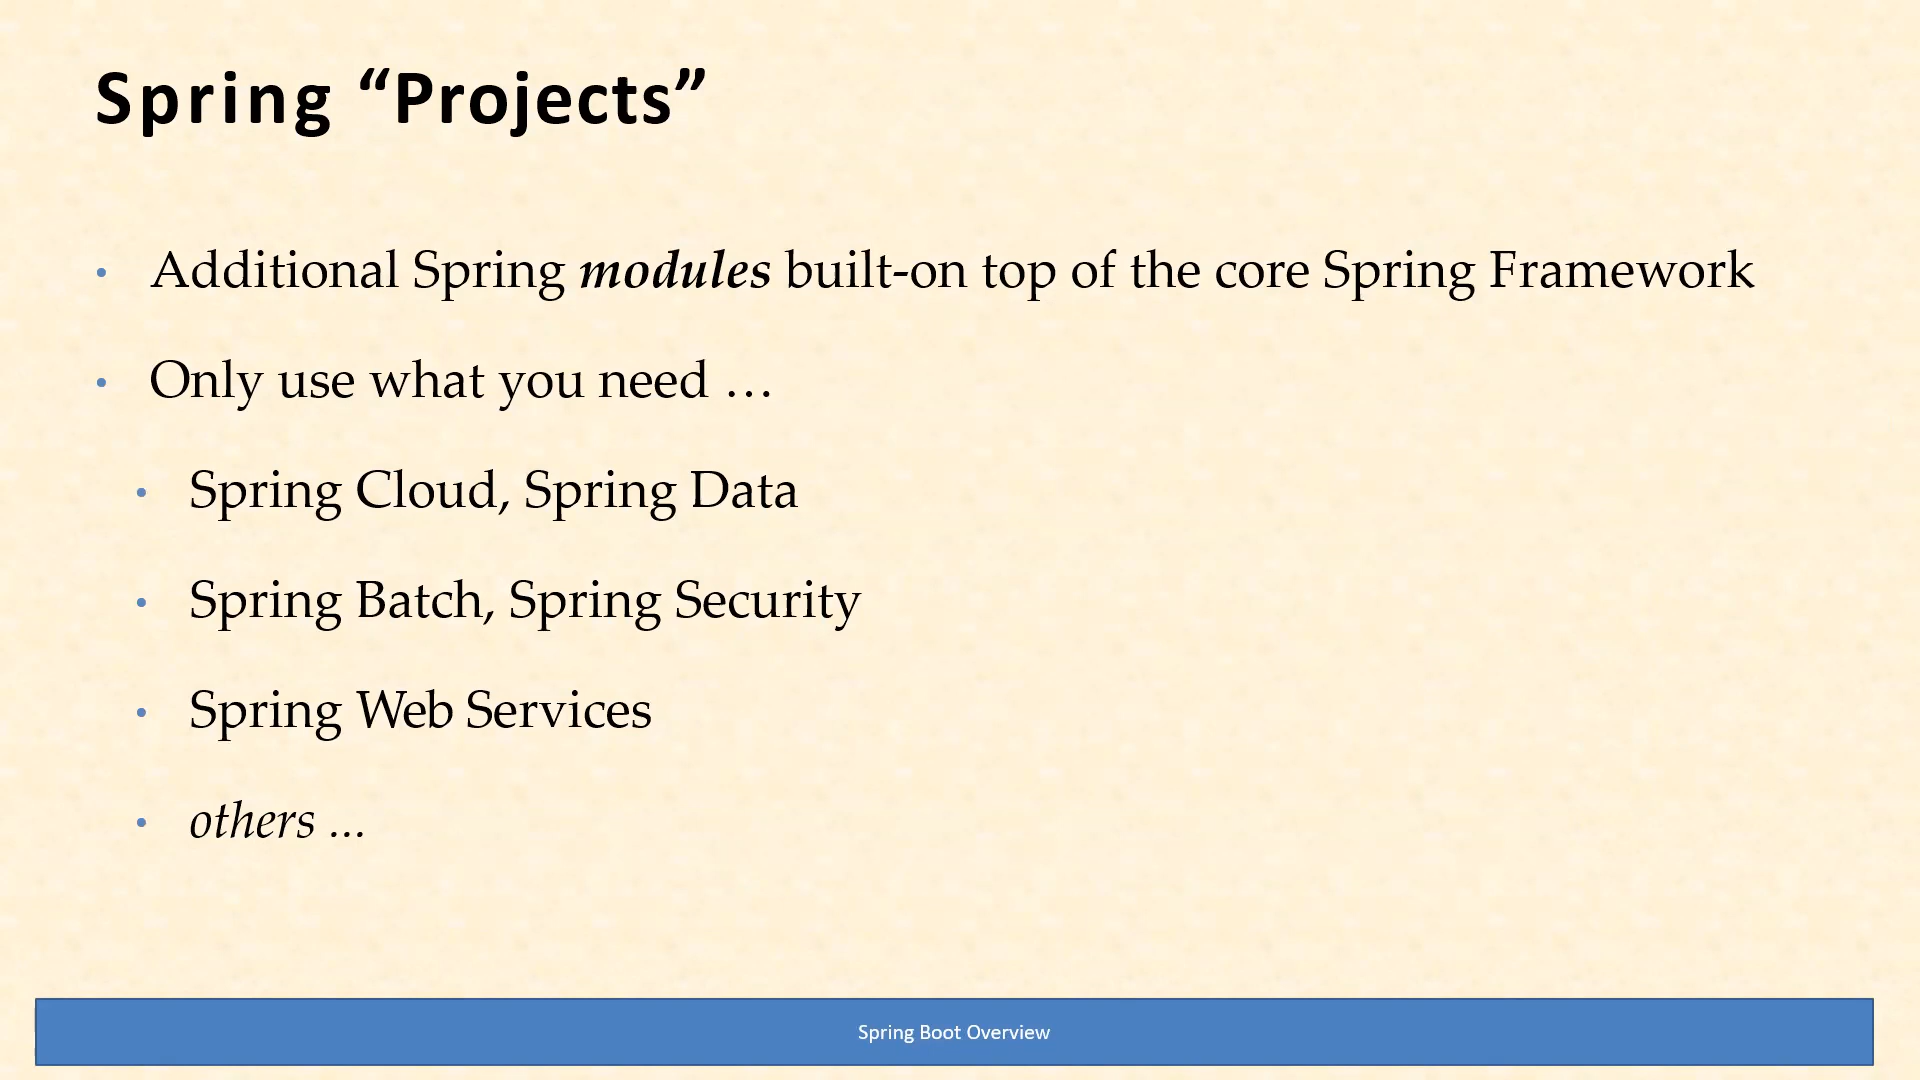 Spring “Projects”
• Additional Spring modules built-on top of the core Spring Framework
• Only use what you need …
• Spring Cloud, Spring Data
• Spring Batch, Spring Security
• Spring Web Services
• others ...
Spring Boot Overview